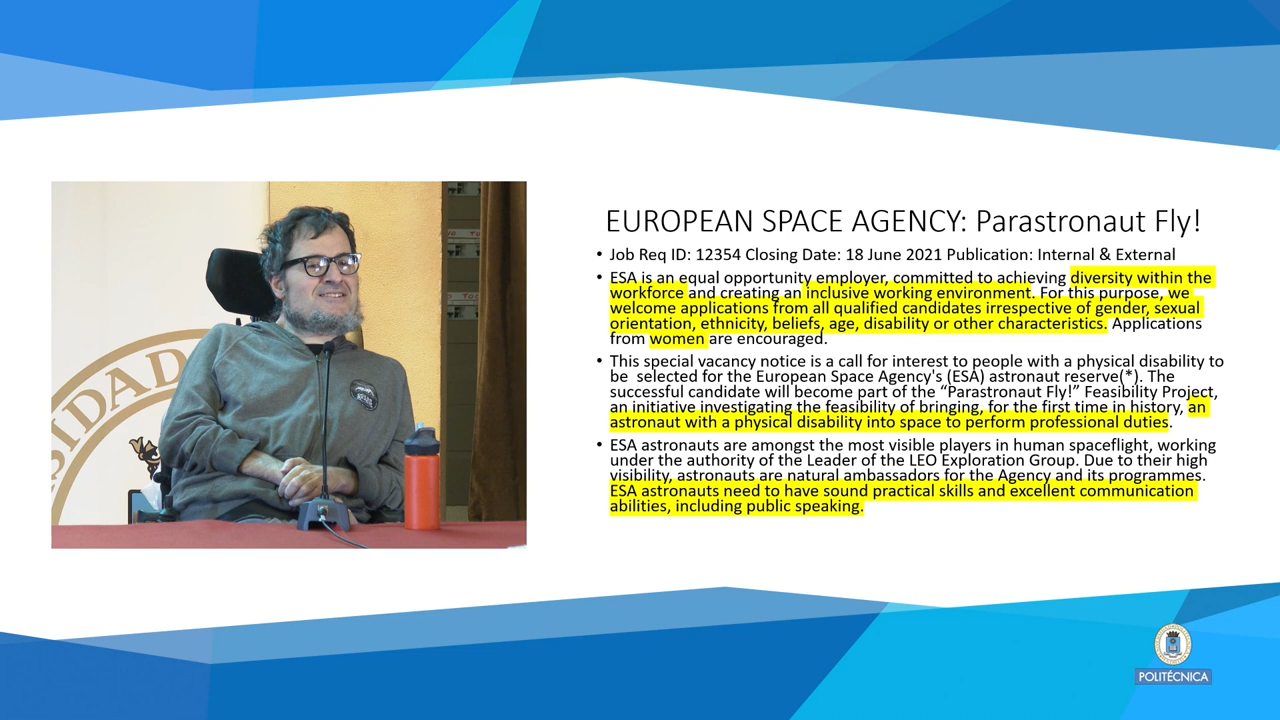 SIDAD
EUROPEAN SPACE AGENCY: Parastronaut Fly!
• Job Req ID: 12354 Closing Date: 18 June 2021 Publication: Internal & External
• ESA is an equal opportunity employer, committed to achieving diversity within the
workforce and creating an inclusive working environment. For this purpose, we
welcome applications from all qualified candidates irrespective of gender, sexual
orientation, ethnicity, beliefs, age, disability or other characteristics. Applications
from women are encouraged.
• This special vacancy notice is a call for interest to people with a physical disability to
be selected for the European Space Agency's (ESA) astronaut reserve(*). The
successful candidate will become part of the “Parastronaut Fly!” Feasibility Project,
an initiative investigating the feasibility of bringing, for the first time in history, an
astronaut with a physical disability into space to perform professional duties.
• ESA astronauts are amongst the most visible players in human spaceflight, working
under the authority of the Leader of the LEO Exploration Group. Due to their high
visibility, astronauts are natural ambassadors for the Agency and its programmes.
ESA astronauts need to have sound practical skills and excellent communication
abilities, including public speaking.
POLITÉCNICA